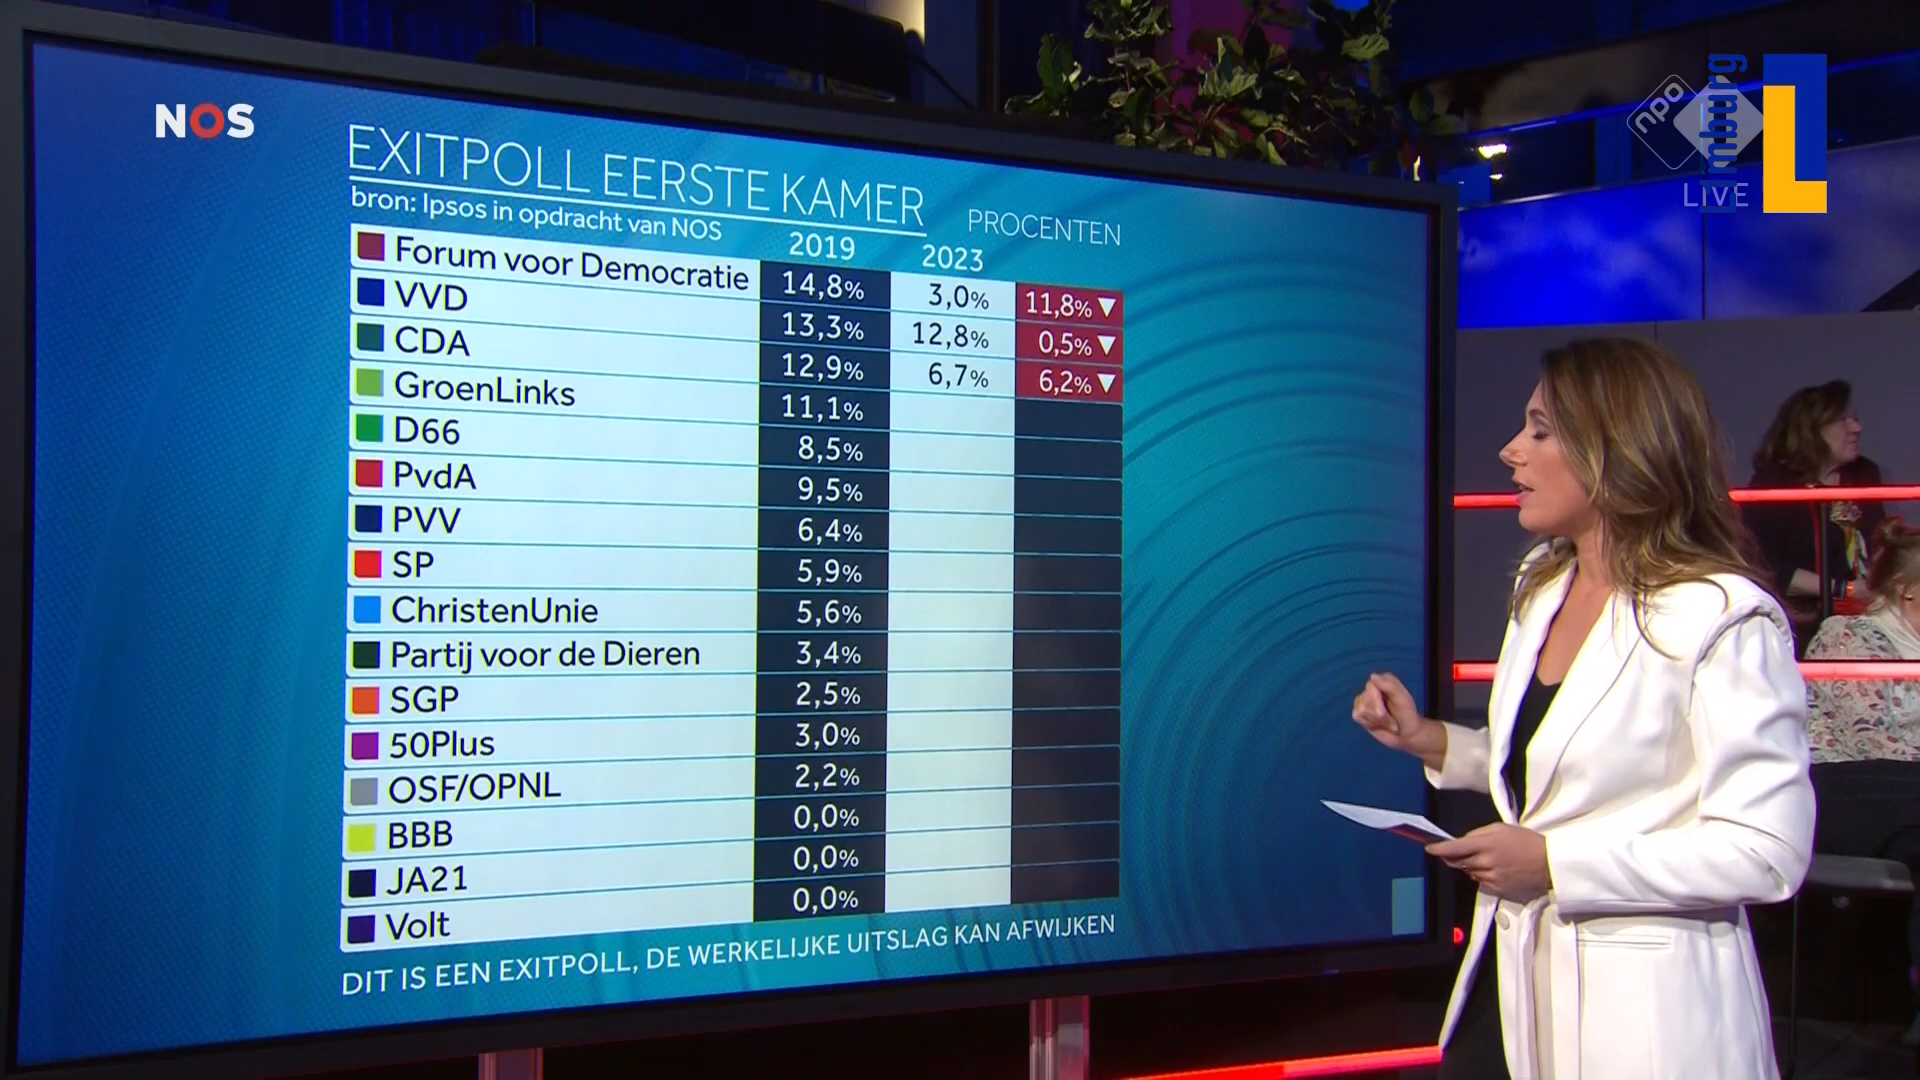 NOS
EXITPOLL EERSTE KAMER
bron: Ipsos in opdracht van NOS
PROCENTEN
2019 2023
Forum voor Democratie 14,8% 3,0% 11,8% ▼
VVD 13,3% 12,8% 0,5% ▼
CDA 12,9% 6,7% 6,2% ▼
GroenLinks 11,1%
D66 8,5%
PvdA 9,5%
PVV 6,4%
SP 5,9%
ChristenUnie 5,6%
Partij voor de Dieren 3,4%
SGP 2,5%
50Plus 3,0%
OSF/OPNL 2,2%
BBB 0,0%
JA21 0,0%
Volt 0,0%
DIT IS EEN EXITPOLL, DE WERKELIJKE UITSLAG KAN AFWIJKEN
npo
LIVE
limburg
L